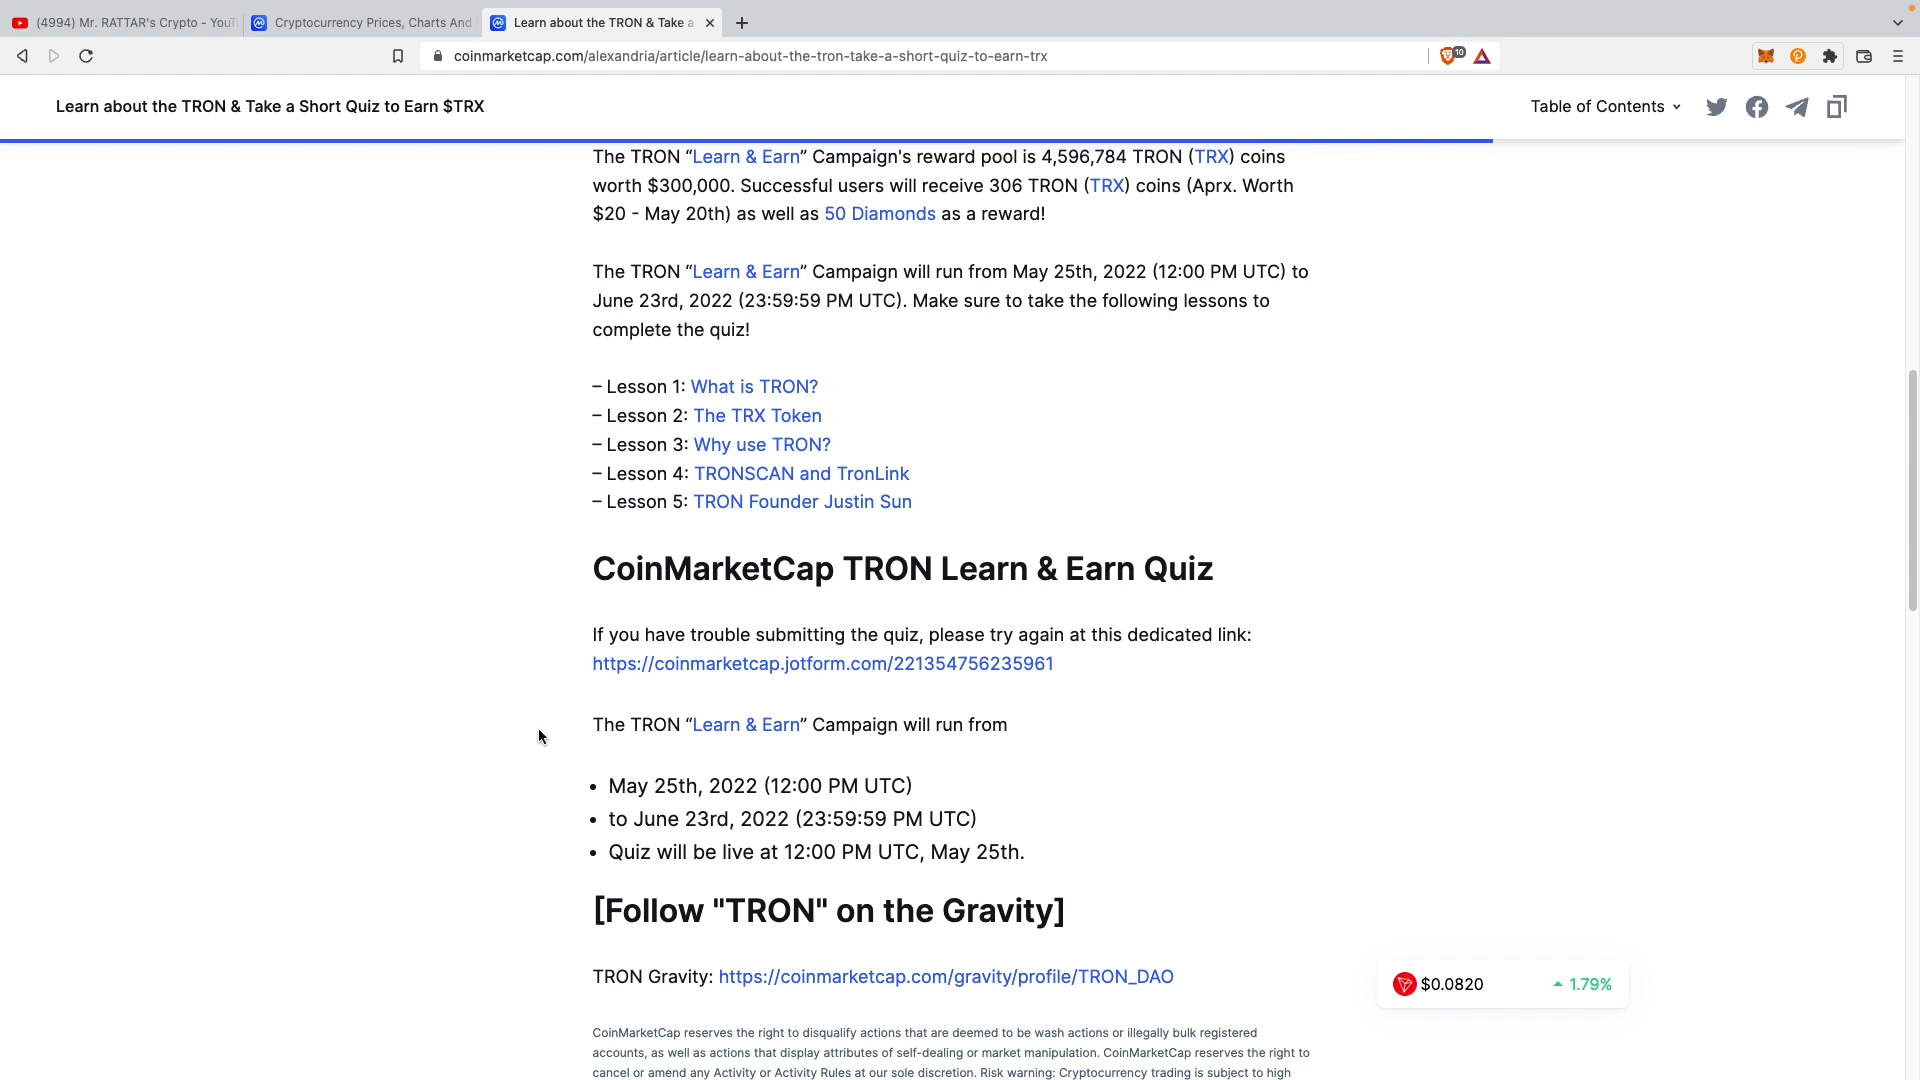 (4994) Mr. RATTAR's Crypto - YouT
Cryptocurrency Prices, Charts And
Learn about the TRON & Take a
coinmarketcap.com/alexandria/article/learn-about-the-tron-take-a-short-quiz-to-earn-trx
10
Learn about the TRON & Take a Short Quiz to Earn $TRX
Table of Contents
The TRON “Learn & Earn” Campaign's reward pool is 4,596,784 TRON (TRX) coins
worth $300,000. Successful users will receive 306 TRON (TRX) coins (Aprx. Worth
$20 - May 20th) as well as 50 Diamonds as a reward!
The TRON “Learn & Earn” Campaign will run from May 25th, 2022 (12:00 PM UTC) to
June 23rd, 2022 (23:59:59 PM UTC). Make sure to take the following lessons to
complete the quiz!
– Lesson 1: What is TRON?
– Lesson 2: The TRX Token
– Lesson 3: Why use TRON?
– Lesson 4: TRONSCAN and TronLink
– Lesson 5: TRON Founder Justin Sun
CoinMarketCap TRON Learn & Earn Quiz
If you have trouble submitting the quiz, please try again at this dedicated link:
https://coinmarketcap.jotform.com/221354756235961
The TRON “Learn & Earn” Campaign will run from
• May 25th, 2022 (12:00 PM UTC)
• to June 23rd, 2022 (23:59:59 PM UTC)
• Quiz will be live at 12:00 PM UTC, May 25th.
[Follow "TRON" on the Gravity]
TRON Gravity: https://coinmarketcap.com/gravity/profile/TRON_DAO
$0.0820 1.79%
CoinMarketCap reserves the right to disqualify actions that are deemed to be wash actions or illegally bulk registered
accounts, as well as actions that display attributes of self-dealing or market manipulation. CoinMarketCap reserves the right to
cancel or amend any Activity or Activity Rules at our sole discretion. Risk warning: Cryptocurrency trading is subject to high